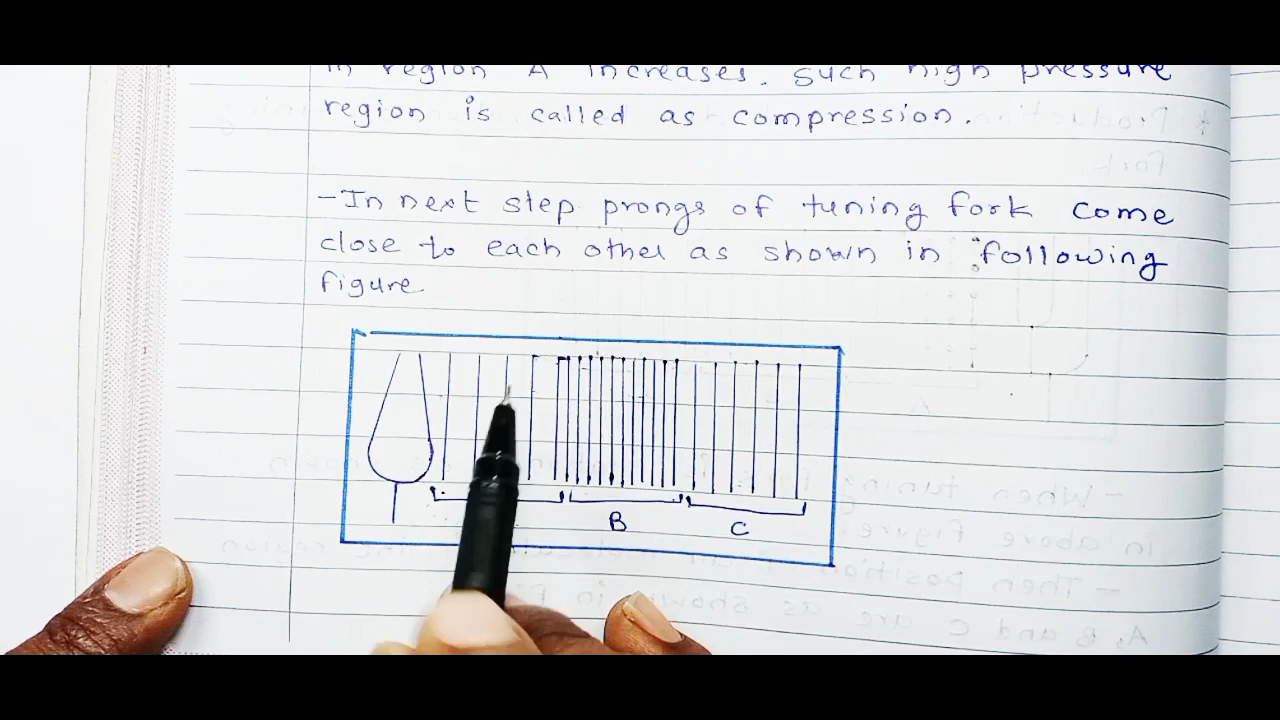 in region A increases. Such high pressure
region is called as compression.
- In next step prongs of tuning fork come
close to each other as shown in following
figure
B
C